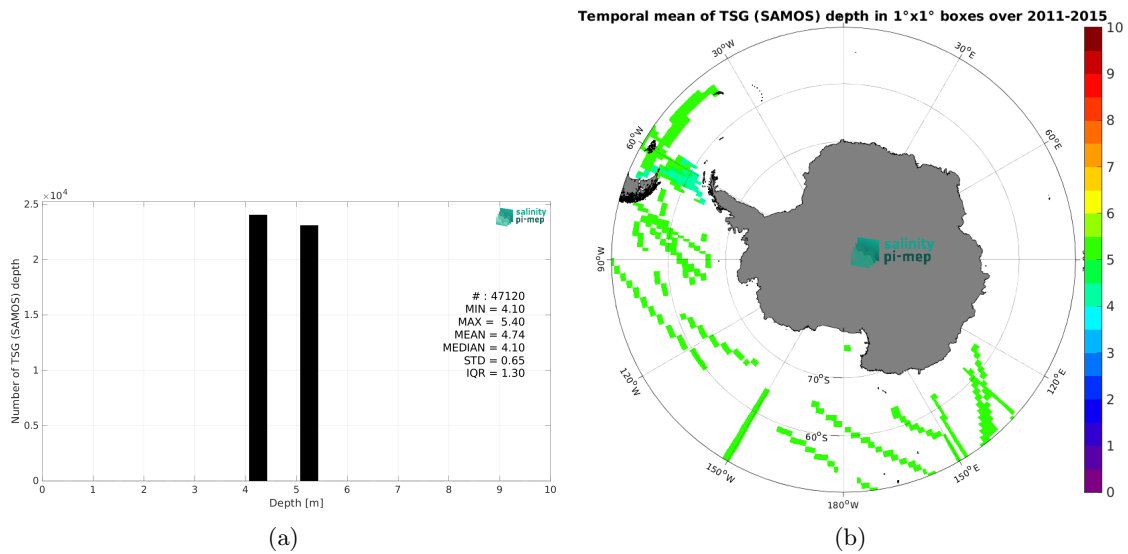 Temporal mean of TSG (SAMOS) depth in 1°x1° boxes over 2011-2015
×10⁴
2.5
2
1.5
1
0.5
0
Number of TSG (SAMOS) depth
0 1 2 3 4 5 6 7 8 9 10
Depth [m]
salinity
pi-mep
# : 47120
MIN = 4.10
MAX = 5.40
MEAN = 4.74
MEDIAN = 4.10
STD = 0.65
IQR = 1.30
(a)
30°W
30°E
60°W
60°E
90°W
120°W
120°E
150°W
150°E
180°W
70°S
60°S
salinity
pi-mep
10
9
8
7
6
5
4
3
2
1
0
(b)